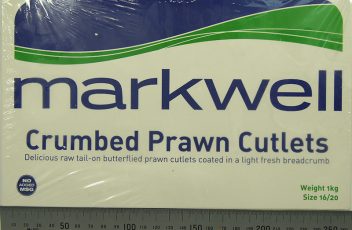 markwell
Crumbed Prawn Cutlets
Delicious raw tail-on butterflied prawn cutlets coated in a light fresh breadcrumb
NO
ADDED
MSG
Weight 1kg
Size 16/20
50 100 150 200 250